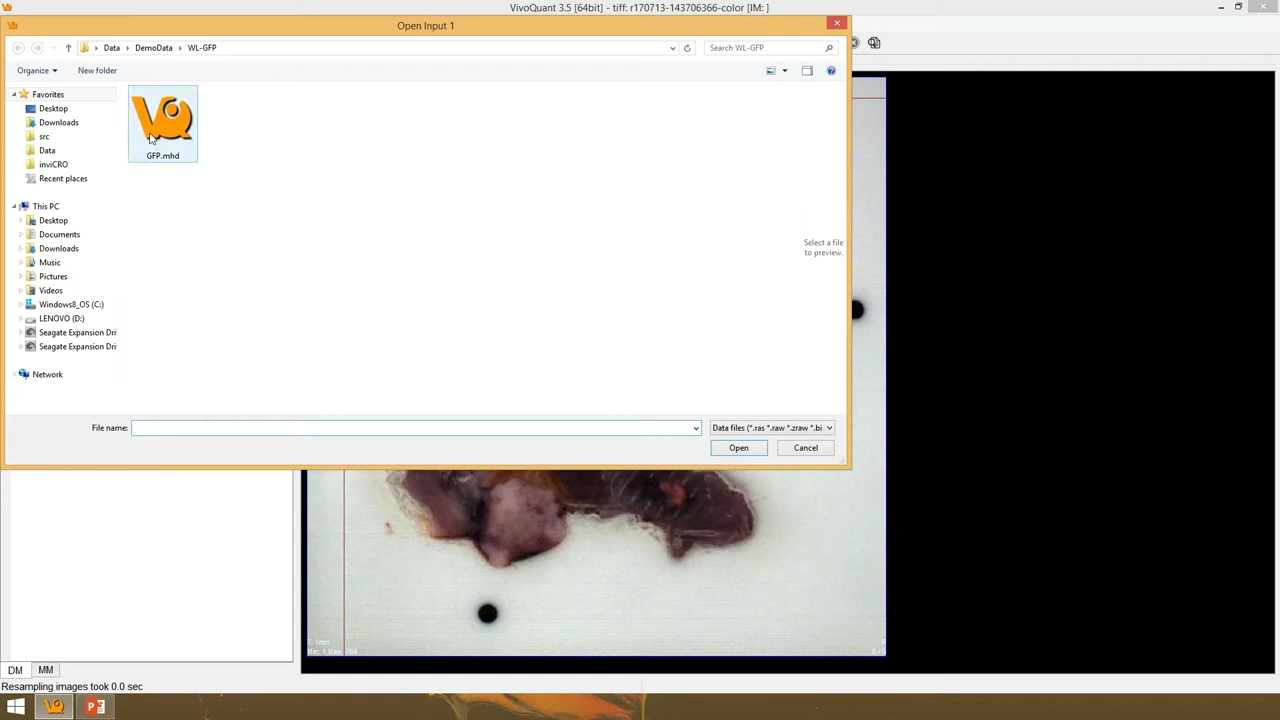 VivoQuant 3.5 [64bit] - tiff: r170713-143706366-color [IM: ]
Open Input 1
Data DemoData WL-GFP
Search WL-GFP
Organize
New folder
Favorites
Desktop
Downloads
src
Data
inviCRO
Recent places
This PC
Desktop
Documents
Downloads
Music
Pictures
Videos
Windows8_OS (C:)
LENOVO (D:)
Seagate Expansion Dri
Seagate Expansion Dri
Network
GFP.mhd
Select a file
to preview.
File name:
Data files (*.ras *.raw *.zraw *.bi
Open
Cancel
T: 1mm
DM
MM
Resampling images took 0.0 sec